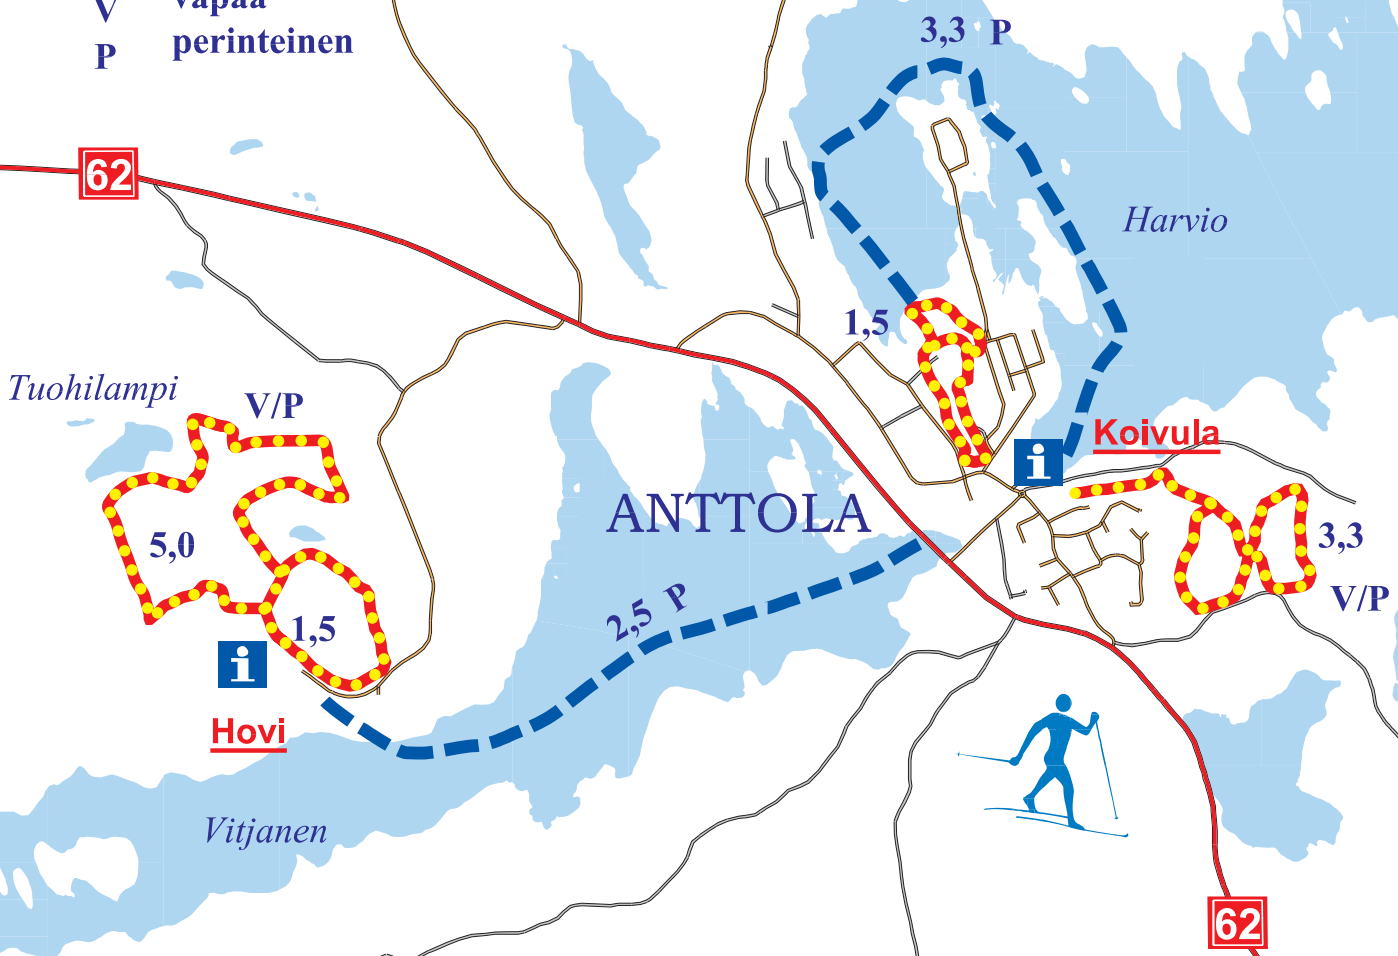 V vapaa
P perinteinen
3,3 P
62
Harvio
1,5
Tuohilampi
V/P
Koivula
ANTTOLA
5,0
3,3
V/P
2,5 P
1,5
i
i
Hovi
Vitjanen
62